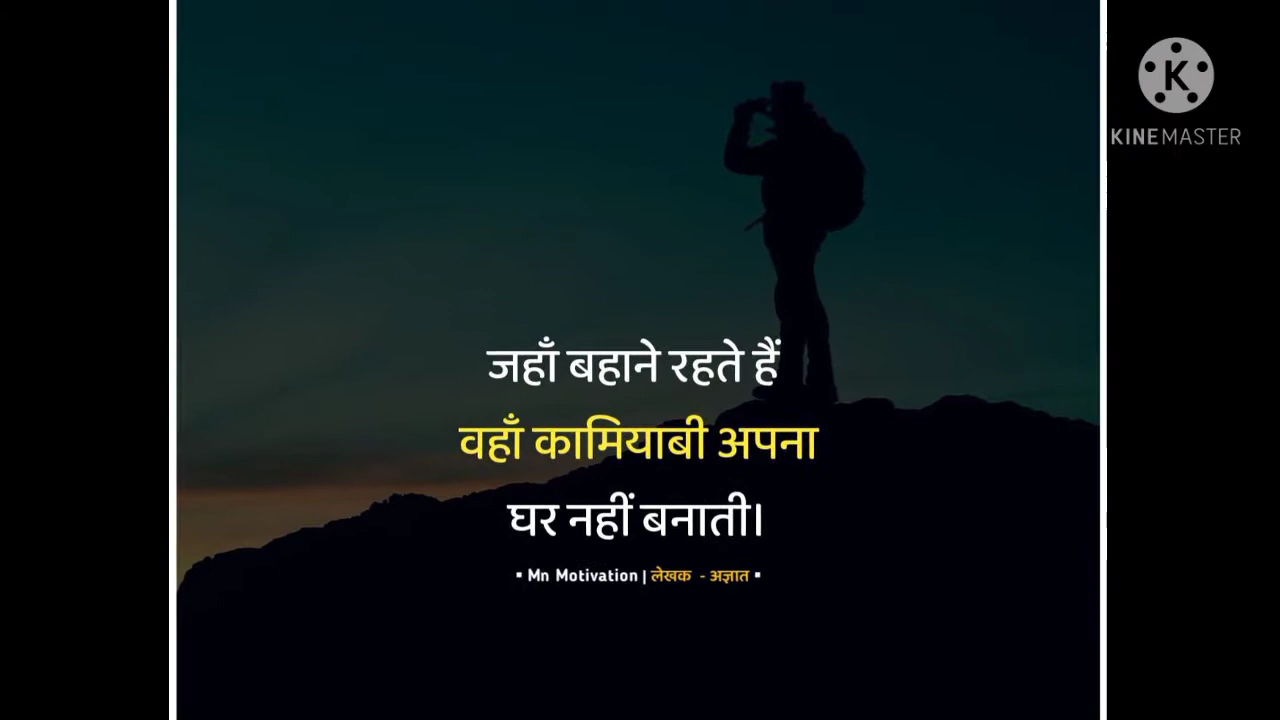 KINEMASTER
जहाँ बहाने रहते हैं
वहाँ कामियाबी अपना
घर नहीं बनाती।
▪ Mn Motivation | लेखक - अज्ञात ▪